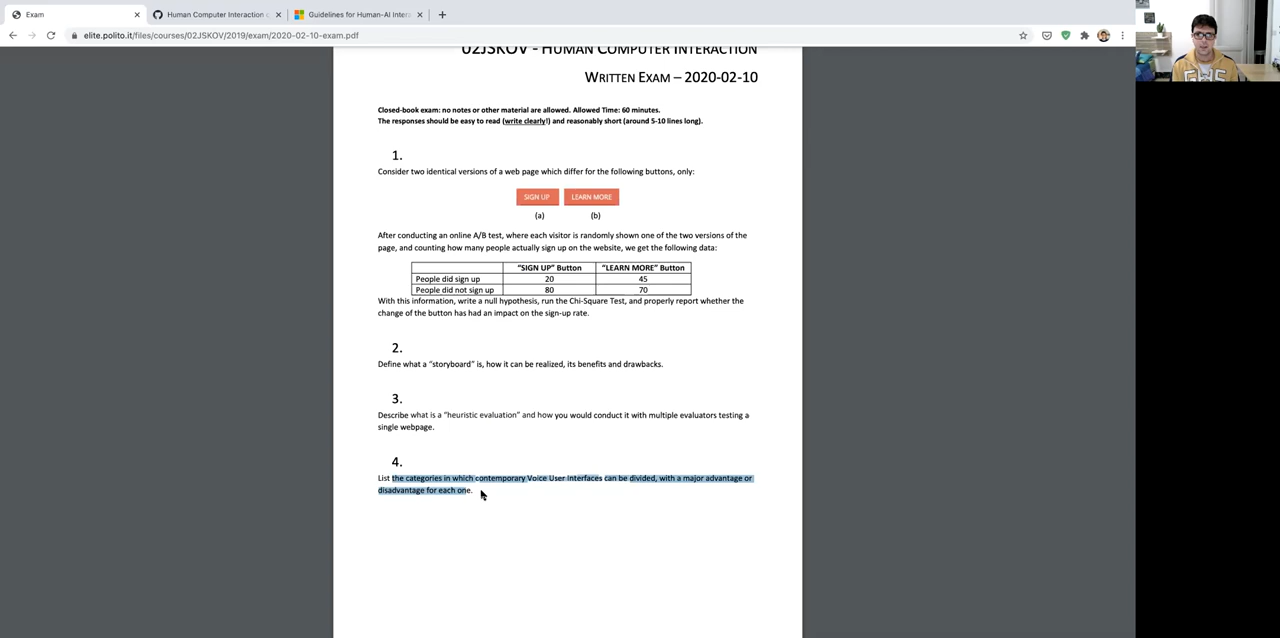 Exam
Human Computer Interaction
Guidelines for Human-AI Inter
elite.polito.it/files/courses/02JSKOV/2019/exam/2020-02-10-exam.pdf
02JSKOV - HUMAN COMPUTER INTERACTION
WRITTEN EXAM – 2020-02-10
Closed-book exam: no notes or other material are allowed. Allowed Time: 60 minutes.
The responses should be easy to read (write clearly!) and reasonably short (around 5-10 lines long).
1.
Consider two identical versions of a web page which differ for the following buttons, only:
SIGN UP LEARN MORE
(a) (b)
After conducting an online A/B test, where each visitor is randomly shown one of the two versions of the
page, and counting how many people actually sign up on the website, we get the following data:
"SIGN UP" Button "LEARN MORE" Button
People did sign up 20 45
People did not sign up 80 70
With this information, write a null hypothesis, run the Chi-Square Test, and properly report whether the
change of the button has had an impact on the sign-up rate.
2.
Define what a "storyboard" is, how it can be realized, its benefits and drawbacks.
3.
Describe what is a "heuristic evaluation" and how you would conduct it with multiple evaluators testing a
single webpage.
4.
List the categories in which contemporary Voice User Interfaces can be divided, with a major advantage or
disadvantage for each one.